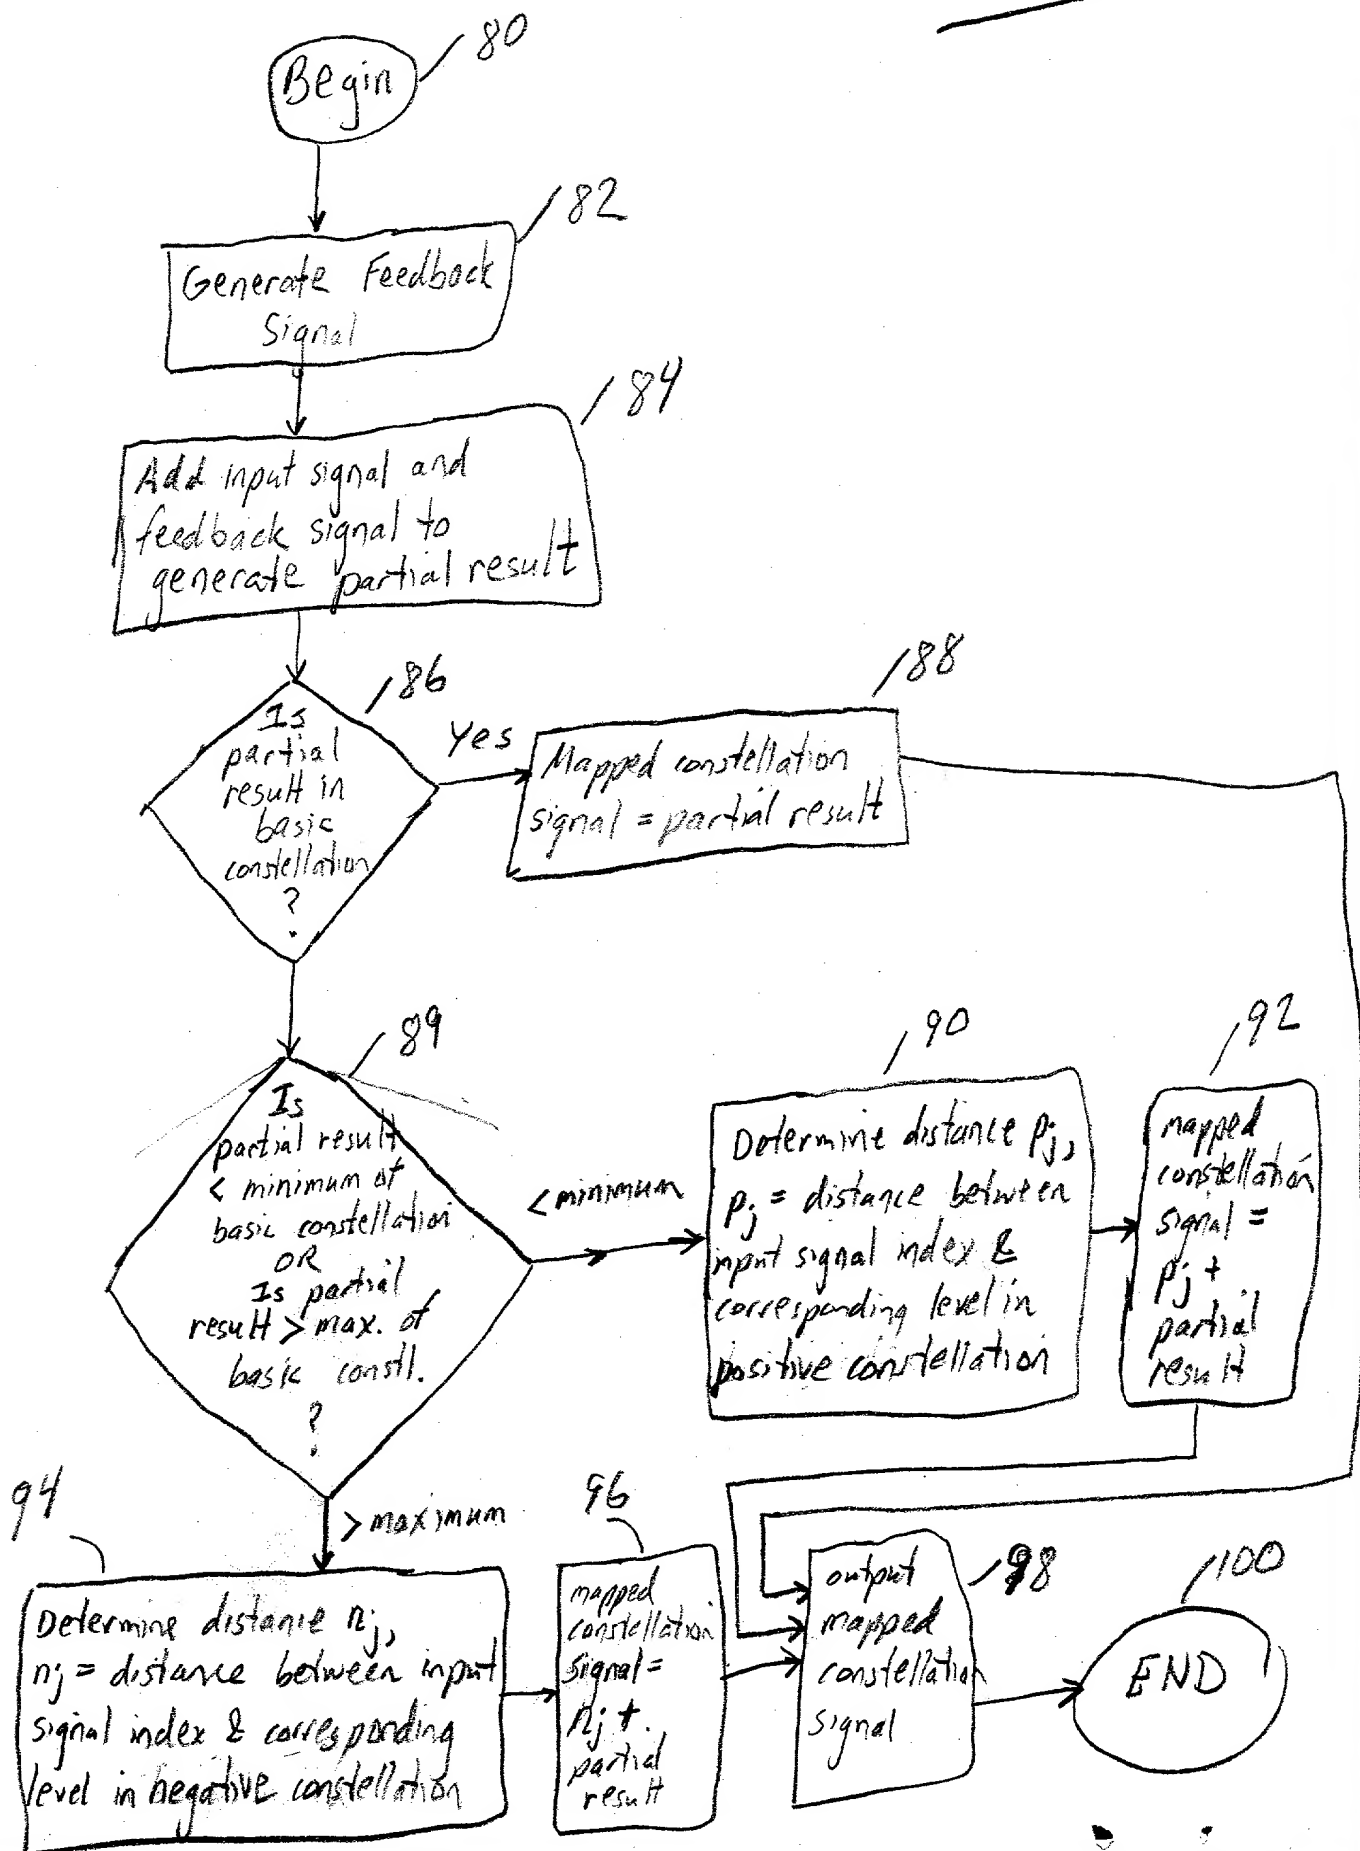 Begin
80
82
Generate Feedback
Signal
84
Add input signal and
feedback signal to
generate partial result
86
Is
partial
result in
basic
constellation
?
Yes
88
Mapped constellation
signal = partial result
89
Is
partial result
< minimum of
basic constellation
OR
Is partial
result > max. of
basic constl.
?
< minimum
90
Determine distance pj,
pj = distance between
input signal index &
corresponding level in
positive constellation
92
mapped
constellation
signal =
pj +
partial
result
> maximum
94
Determine distance nj,
nj = distance between input
signal index & corresponding
level in negative constellation
96
mapped
constellation
signal =
nj +
partial
result
98
output
mapped
constellation
signal
100
END